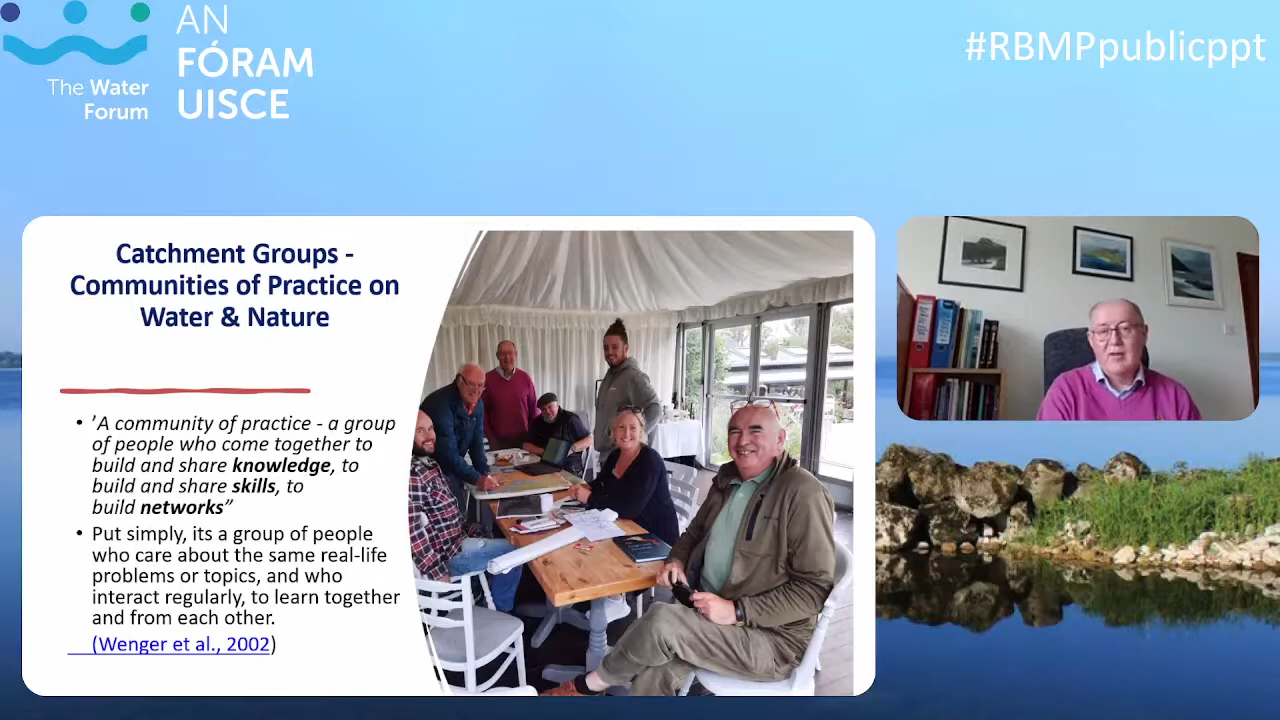 The Water
Forum
AN
FÓRAM
UISCE
#RBMPpublicppt
Catchment Groups -
Communities of Practice on
Water & Nature
• ’A community of practice - a group
of people who come together to
build and share knowledge, to
build and share skills, to
build networks”
• Put simply, its a group of people
who care about the same real-life
problems or topics, and who
interact regularly, to learn together
and from each other.
(Wenger et al., 2002)